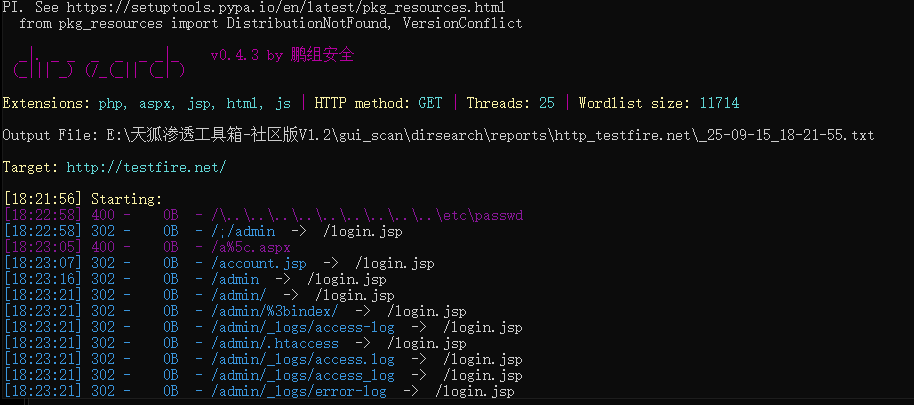 PI. See https://setuptools.pypa.io/en/latest/pkg_resources.html
  from pkg_resources import DistributionNotFound, VersionConflict
v0.4.3 by 鹏组安全
Extensions: php, aspx, jsp, html, js | HTTP method: GET | Threads: 25 | Wordlist size: 11714
Output File: E:\天狐渗透工具箱-社区版V1.2\gui_scan\dirsearch\reports\http_testfire.net\_25-09-15_18-21-55.txt
Target: http://testfire.net/
[18:21:56] Starting:
[18:22:58] 400 -    0B  - /\..\..\..\..\..\..\..\..\..\etc\passwd
[18:22:58] 302 -    0B  - /;/admin  ->  /login.jsp
[18:23:05] 400 -    0B  - /a%5c.aspx
[18:23:07] 302 -    0B  - /account.jsp  ->  /login.jsp
[18:23:16] 302 -    0B  - /admin  ->  /login.jsp
[18:23:21] 302 -    0B  - /admin/  ->  /login.jsp
[18:23:21] 302 -    0B  - /admin/%3bindex/  ->  /login.jsp
[18:23:21] 302 -    0B  - /admin/_logs/access-log  ->  /login.jsp
[18:23:21] 302 -    0B  - /admin/.htaccess  ->  /login.jsp
[18:23:21] 302 -    0B  - /admin/_logs/access.log  ->  /login.jsp
[18:23:21] 302 -    0B  - /admin/_logs/access_log  ->  /login.jsp
[18:23:21] 302 -    0B  - /admin/_logs/error-log  ->  /login.jsp